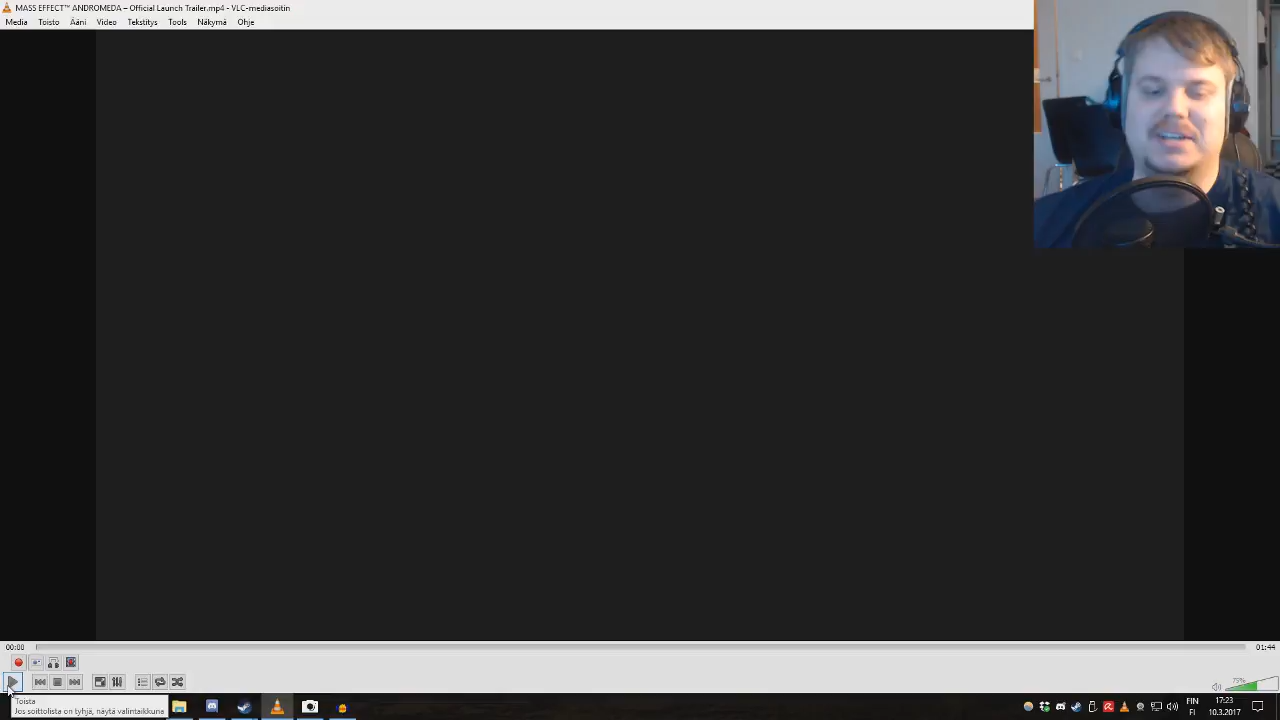 MASS EFFECT™ ANDROMEDA – Official Launch Trailer.mp4 - VLC-mediasoitin
Media Toisto Ääni Video Tekstitys Tools Näkymä Ohje
00:00 01:44
75%
Toista
Jos soittolista on tyhjä, näytä valintaikkuna
FIN 17:23
FI 10.3.2017